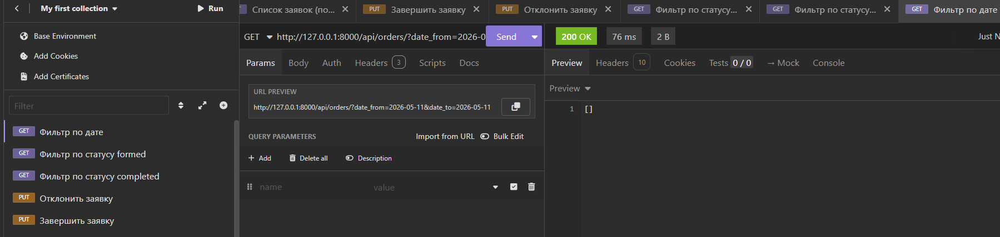 My first collection
Run
Base Environment
Add Cookies
Add Certificates
Filter
GET Фильтр по дате
GET Фильтр по статусу formed
GET Фильтр по статусу completed
PUT Отклонить заявку
PUT Завершить заявку
Список заявок (по...
PUT Завершить заявку
PUT Отклонить заявку
GET Фильтр по статусу...
GET Фильтр по статусу...
GET Фильтр по дате
GET http://127.0.0.1:8000/api/orders/?date_from=2026-0 Send
Params Body Auth Headers 3 Scripts Docs
URL PREVIEW
http://127.0.0.1:8000/api/orders/?date_from=2026-05-11&date_to=2026-05-11
QUERY PARAMETERS Import from URL Bulk Edit
+ Add Delete all Description
name value
200 OK 76 ms 2 B Just N
Preview Headers 10 Cookies Tests 0 / 0 → Mock Console
Preview
1 []